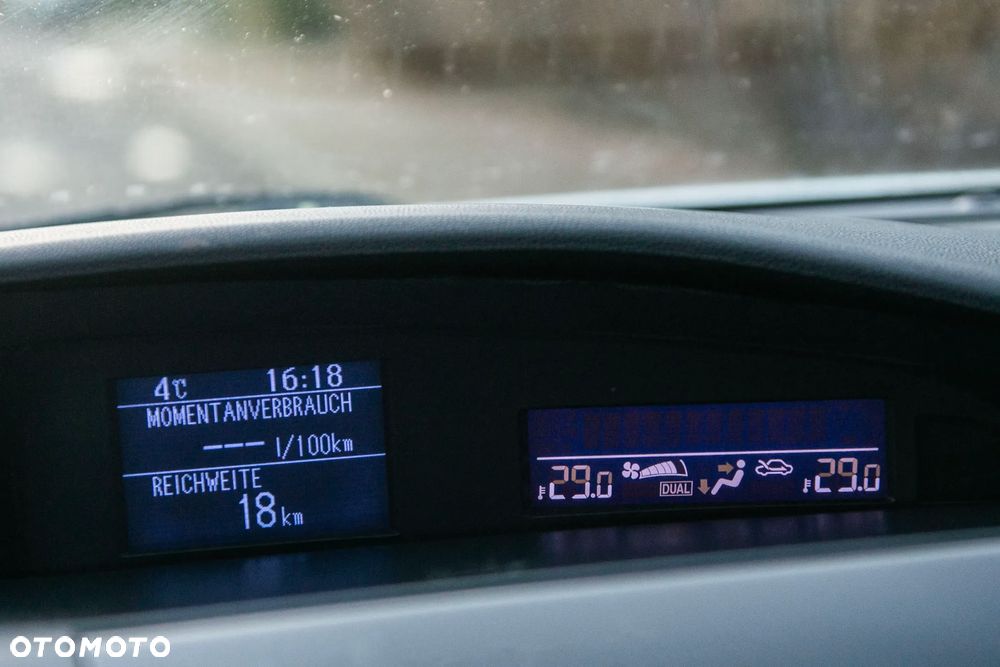 4℃ 16:18
MOMENTANVERBRAUCH
--- l/100km
REICHWEITE
18km
29.0 DUAL 29.0
OTOMOTO